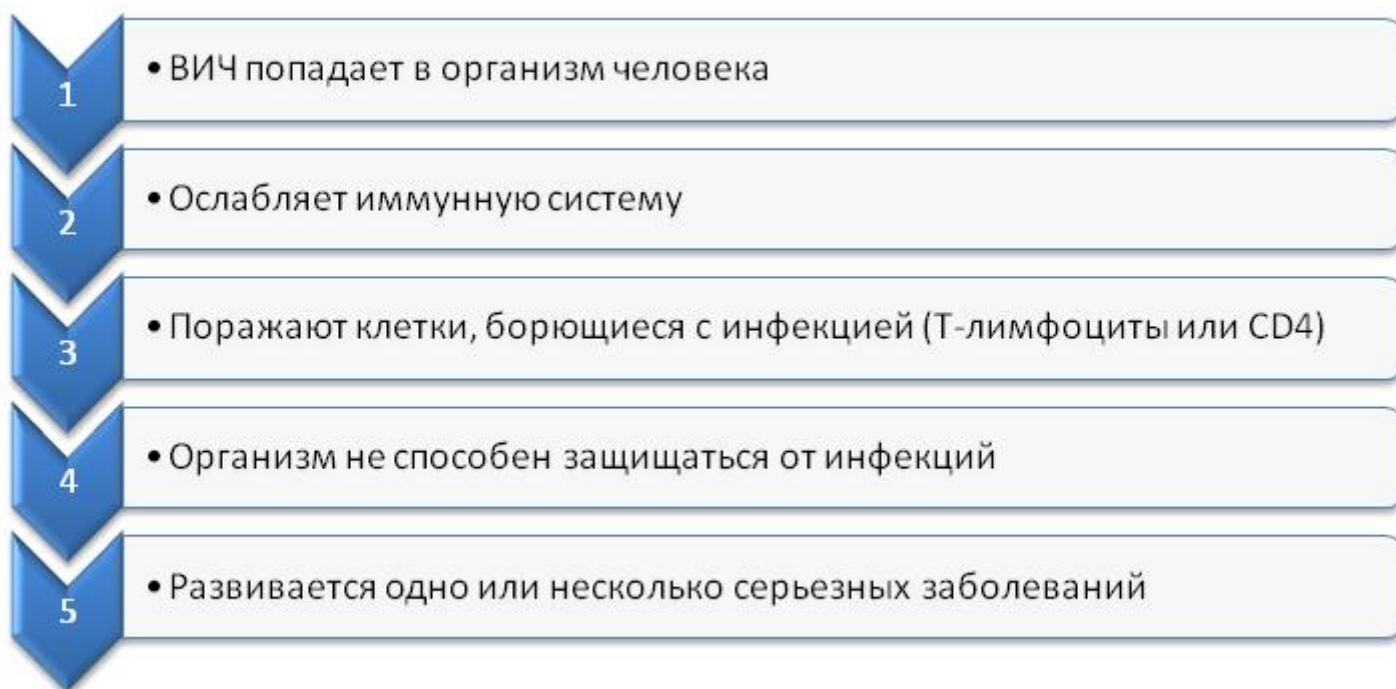 1
• ВИЧ попадает в организм человека
2
• Ослабляет иммунную систему
3
• Поражают клетки, борющиеся с инфекцией (Т-лимфоциты или CD4)
4
• Организм не способен защищаться от инфекций
5
• Развивается одно или несколько серьезных заболеваний